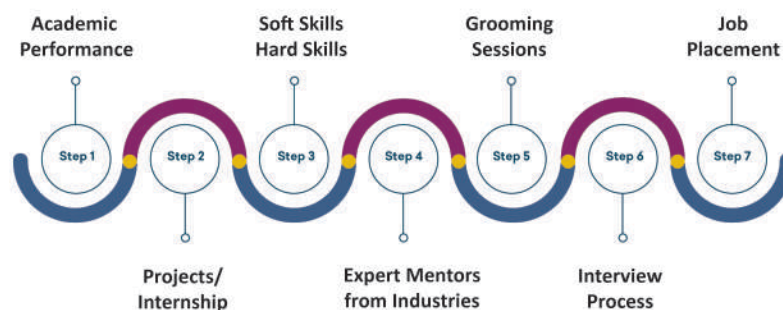 Academic
Performance
Soft Skills
Hard Skills
Grooming
Sessions
Job
Placement
Step 1
Step 2
Step 3
Step 4
Step 5
Step 6
Step 7
Projects/
Internship
Expert Mentors
from Industries
Interview
Process